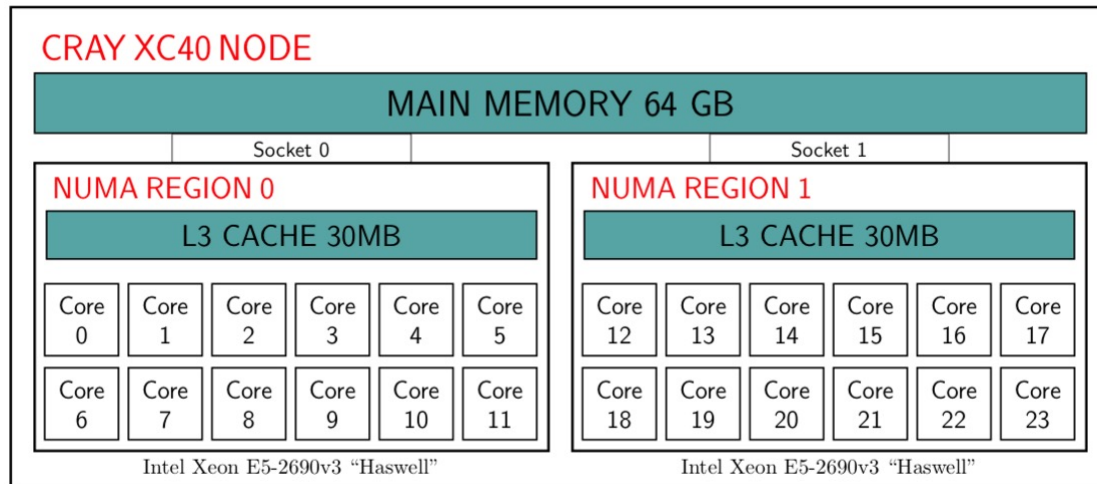 CRAY XC40 NODE
MAIN MEMORY 64 GB
Socket 0
NUMA REGION 0
L3 CACHE 30MB
Core Core Core Core Core Core
0 1 2 3 4 5
Core Core Core Core Core Core
6 7 8 9 10 11
Intel Xeon E5-2690v3 “Haswell”
Socket 1
NUMA REGION 1
L3 CACHE 30MB
Core Core Core Core Core Core
12 13 14 15 16 17
Core Core Core Core Core Core
18 19 20 21 22 23
Intel Xeon E5-2690v3 “Haswell”